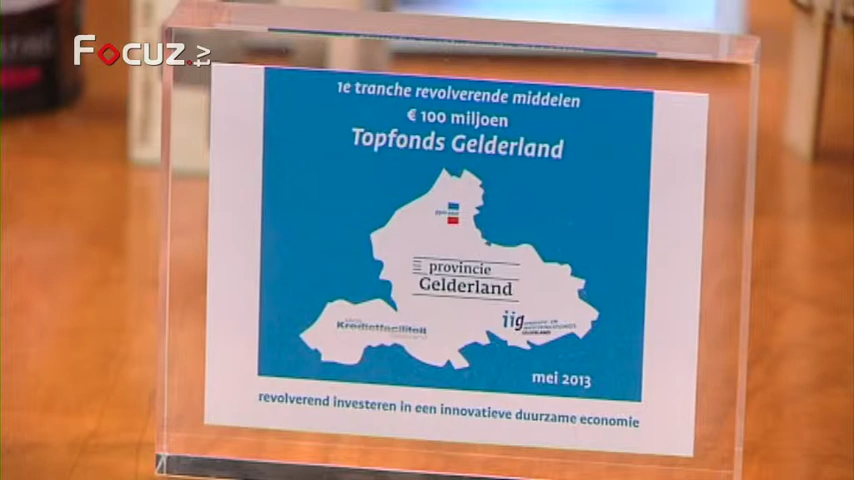 Focuz.tv
1e tranche revolverende middelen
€ 100 miljoen
Topfonds Gelderland
provincie
Gelderland
Kredietfaciliteit
iig
GELDERLAND
mei 2013
revolverend investeren in een innovatieve duurzame economie